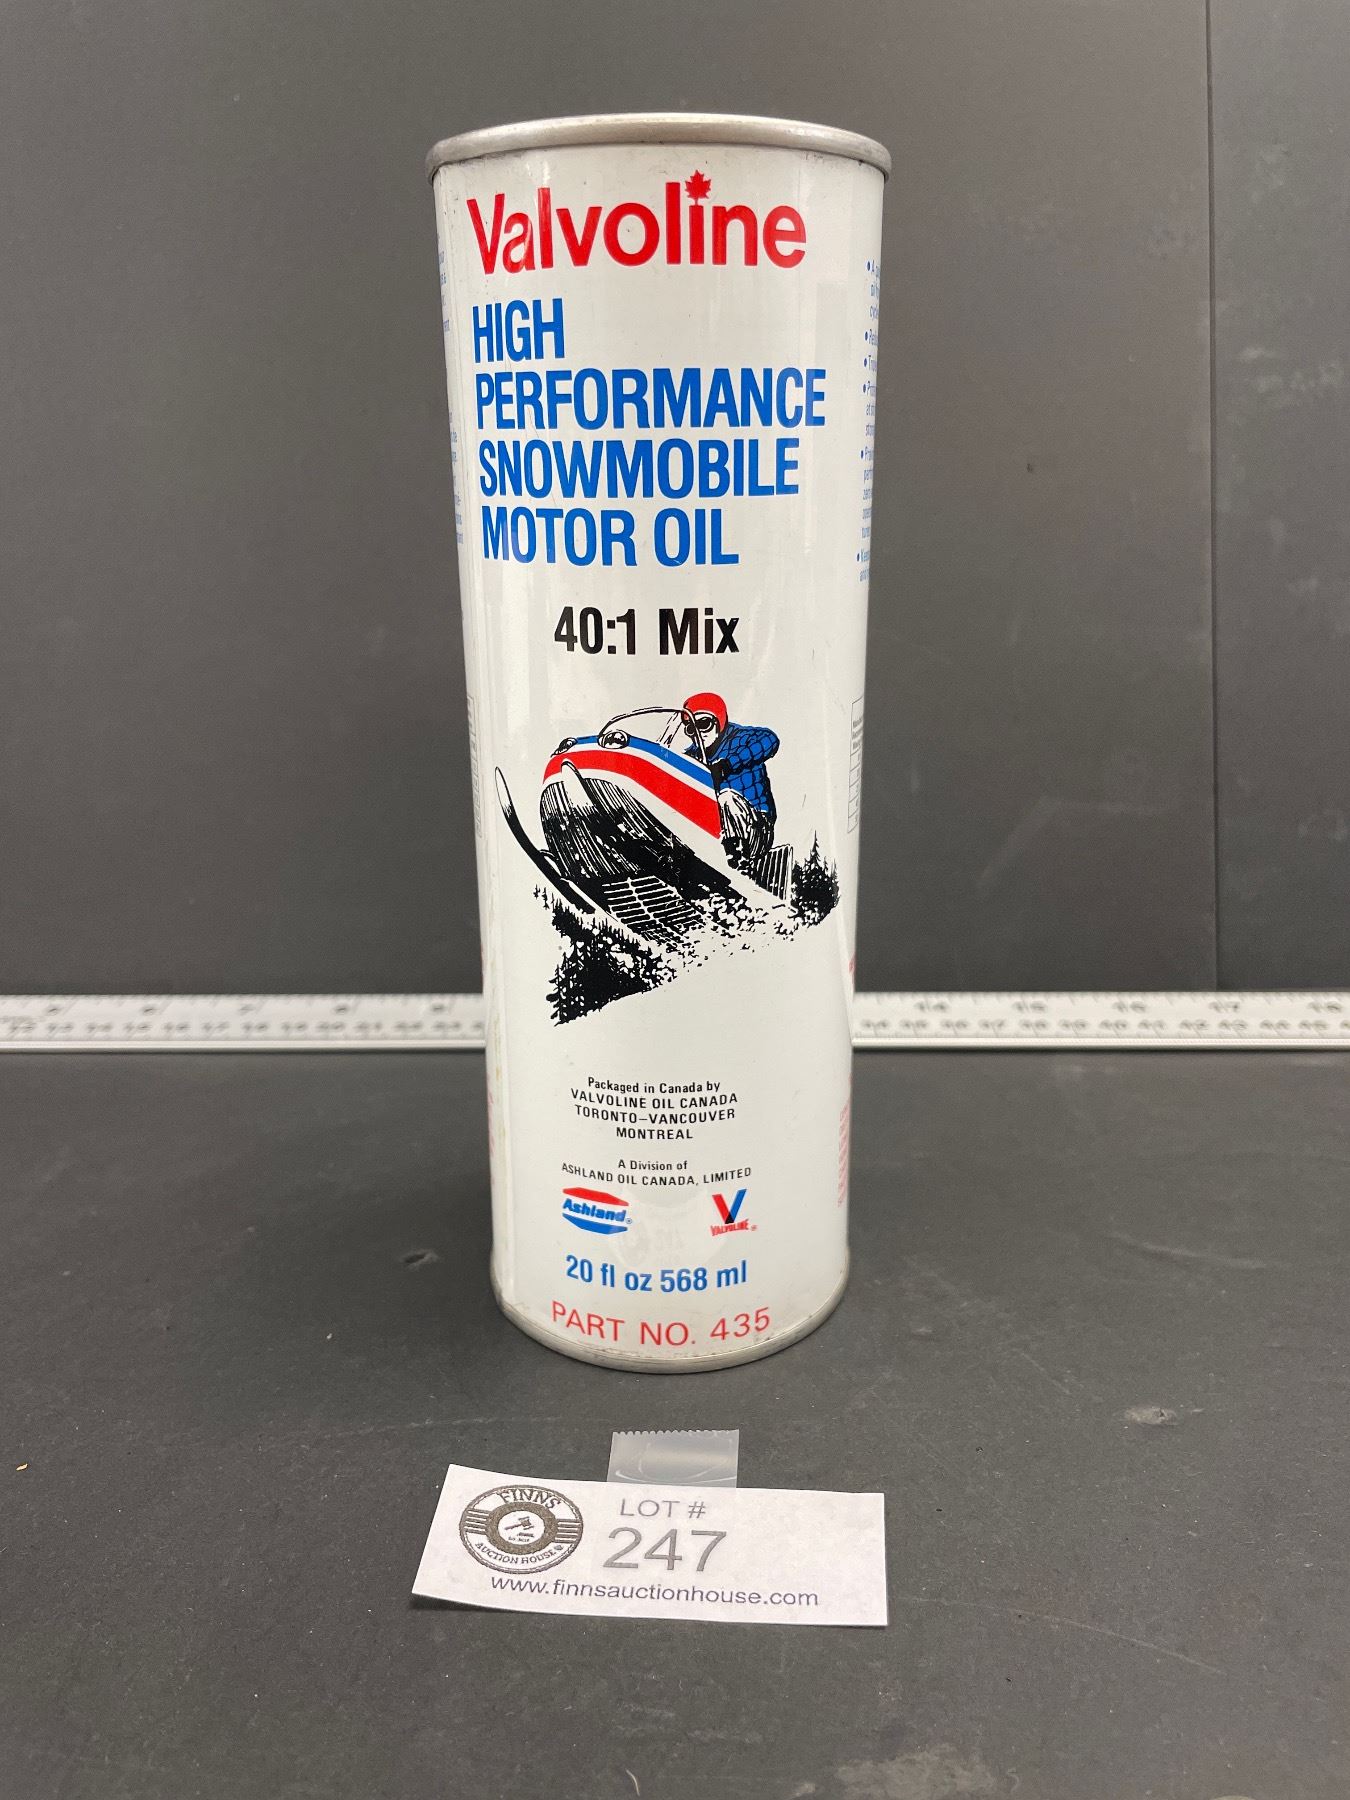 Valvoline
HIGH
PERFORMANCE
SNOWMOBILE
MOTOR OIL
40:1 Mix
Packaged in Canada by
VALVOLINE OIL CANADA
TORONTO–VANCOUVER
MONTREAL
A Division of
ASHLAND OIL CANADA, LIMITED
Ashland®
V
VALVOLINE®
20 fl oz 568 ml
PART NO. 435
FINNS
AUCTION HOUSE
LOT #
247
www.finnsauctionhouse.com